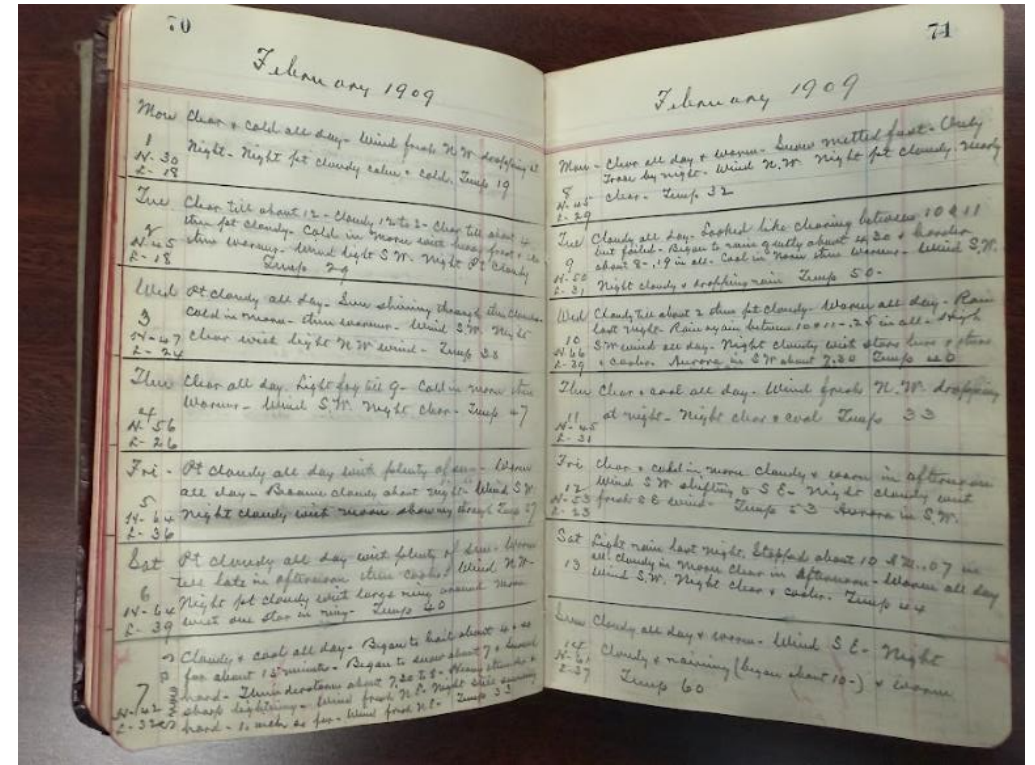 70
February 1909
Mon Clear & cold all day - Wind fresh N.W. dropping at
1 Night - Night pt cloudy calm & cold. Temp 19
H-30
L-18
Tue Clear till about 12 - Cloudy 12 to 2 - Clear till about 4
2 then pt cloudy - Cold in morn with heavy frost &
H-45 then warmer - Wind light S.W. Night Pt Cloudy
L-18 Temp 29
Wed Pt cloudy all day - Sun shining through the clouds -
3 Cold in morn - then warmer - Wind S.W. Night
H-47 clear with light N.W. wind - Temp 38
L-24
Thu Clear all day. Light fog till 9 - Cold in morn then
4 Warmer - Wind S.W. Night clear - Temp 47
H-56
L-26
Fri - Pt cloudy all day with plenty of sun - Warm
5 all day - Became cloudy about night - Wind S.W.
H-64 Night cloudy with moon showing through Temp 57
L-36
Sat Pt cloudy all day with plenty of sun - Warm
6 till late in afternoon then cooler. Wind N.W.
H-64 Night pt cloudy with large ring around moon
L-39 with one star in ring - Temp 40
Cloudy & cool all day - Began to hail about 4.40
for about 15 minutes - Began to snow about 7 & snowed
7 hard - Thunderstorm about 7.30 to 8 - Heavy thunder &
H-42 sharp lightning - Wind fresh N.E. Night still snowing
L-32 hard - 1 inch so far - Wind fresh N.E. - Temp 33
71
February 1909
Mon - Clear all day & warm - Snow melted fast - Only
8 Trace by night - Wind N.W. Night pt cloudy nearly
H-45 clear - Temp 32
L-29
Tue Cloudy all day - Looked like clearing between 10 & 11
9 but failed - Began to rain gently about 4.30 & harder
H-50 about 8 - .19 in all - Cool in morn then warmer - Wind S.W.
L-31 Night cloudy & dropping rain Temp 50 -
Wed Cloudy till about 2 then pt cloudy - Warm all day - Rain
10 last night - Rain again between 10 & 11 - .25 in all - High
H-66 S.W wind all day - Night cloudy with stars here & there
L-39 & cooler. Aurora in S.W about 7.30 Temp 40
Thu Clear & cool all day - Wind fresh N.W. dropping
11 at night - Night clear & cool Temp 33
H-45
L-31
Fri Clear & cold in morn cloudy & warm in afternoon
12 Wind S.W shifting to S E - Night cloudy with
H-53 fresh S E wind - Temp 53 Aurora in S.W.
L-23
Sat Light rain last night. Stopped about 10 A M. .07 in
13 all. Cloudy in morn clear in afternoon - Warm all day
Wind S.W. Night clear & cooler - Temp 44
Sun Cloudy all day & warm - Wind S E - Night
14 Cloudy & raining (began about 10 -) & warm
H-61 Temp 60
L-37